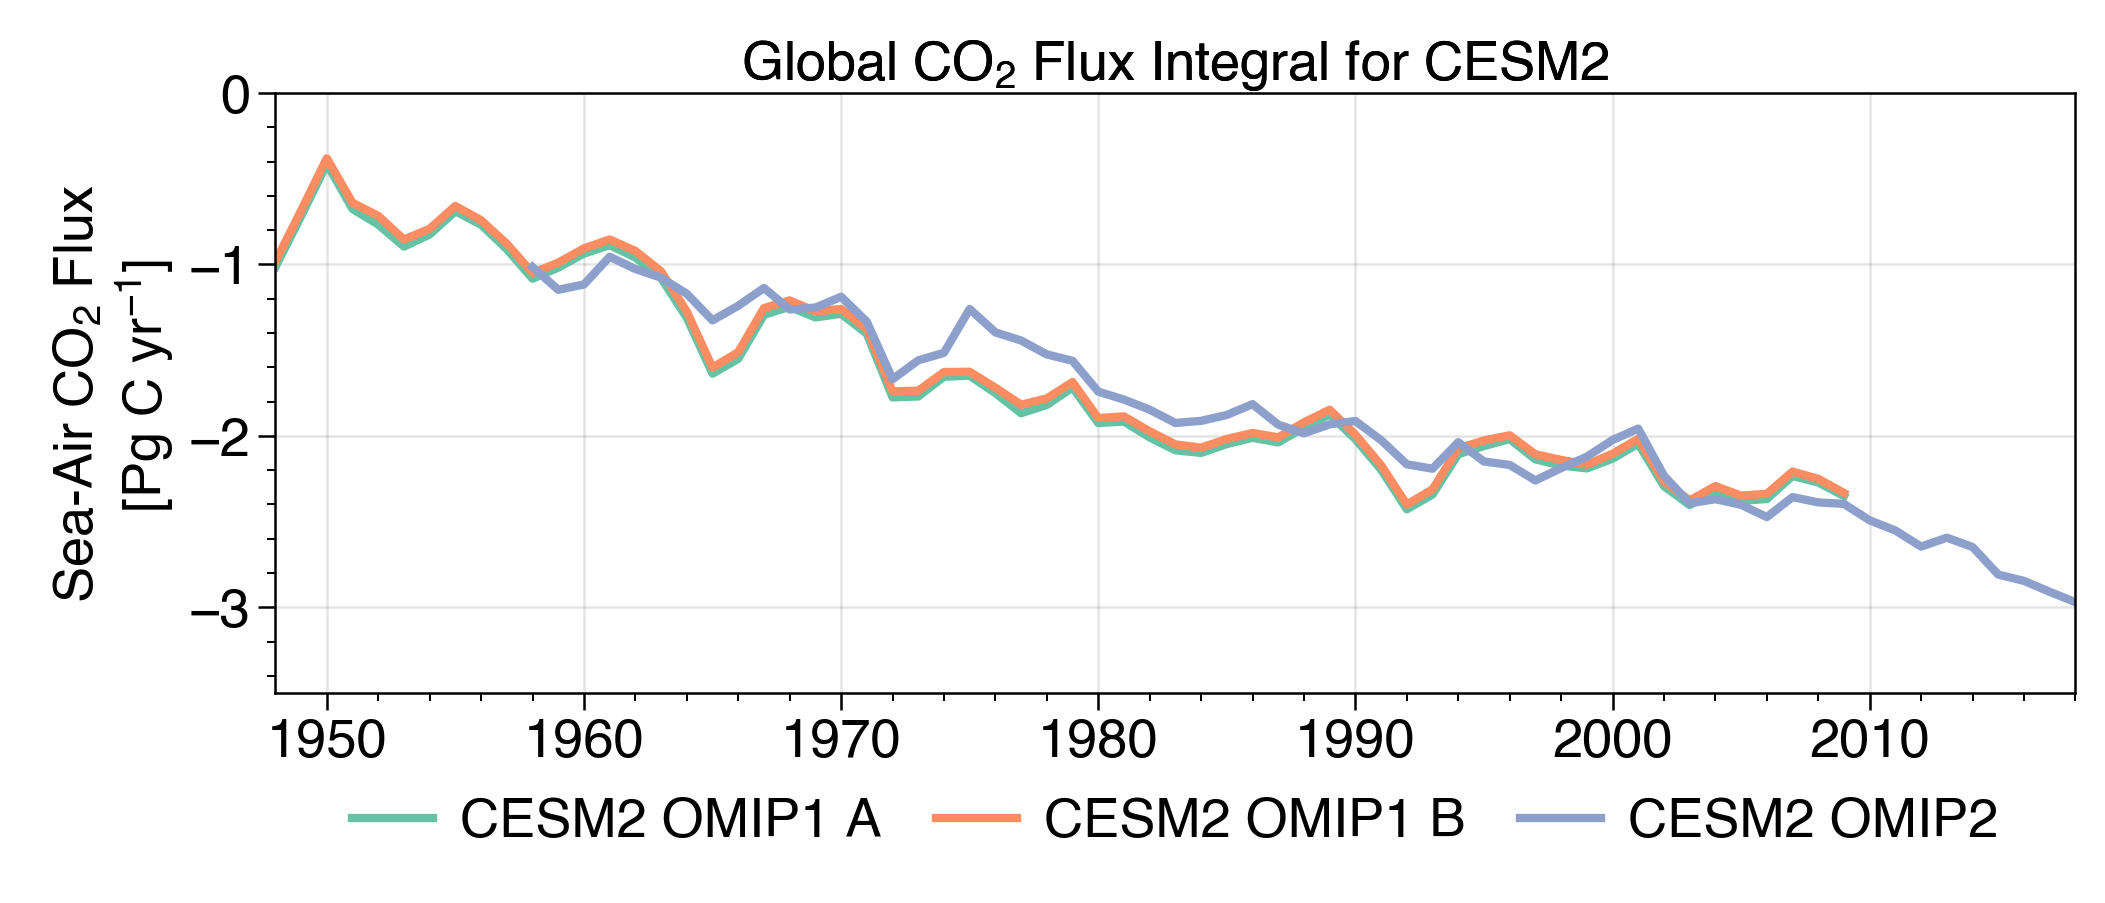 Global CO₂ Flux Integral for CESM2
Sea-Air CO₂ Flux
[Pg C yr⁻¹]
0
−1
−2
−3
1950 1960 1970 1980 1990 2000 2010
CESM2 OMIP1 A CESM2 OMIP1 B CESM2 OMIP2